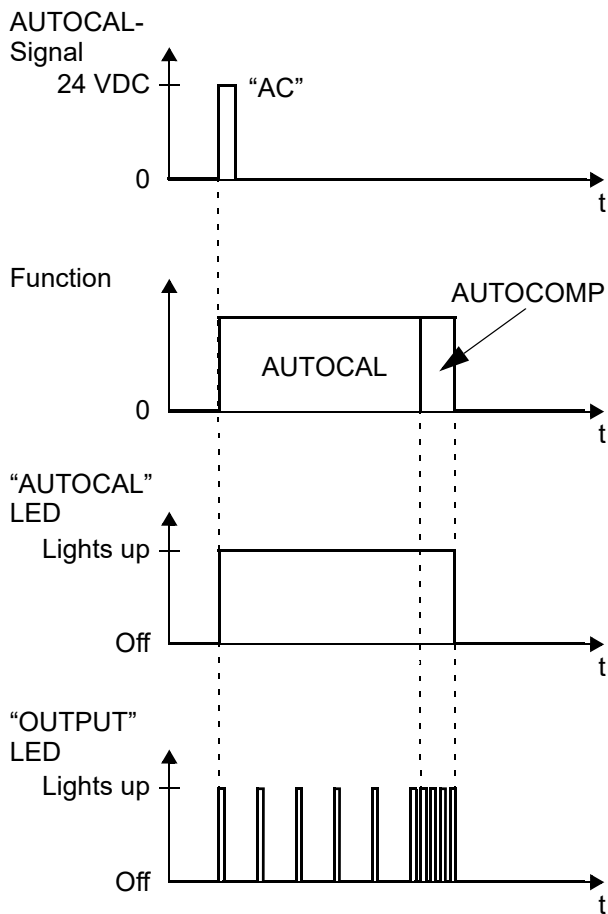 AUTOCAL-
Signal
24 VDC
“AC”
0
t
Function
AUTOCOMP
AUTOCAL
0
t
“AUTOCAL”
LED
Lights up
Off
t
“OUTPUT”
LED
Lights up
Off
t